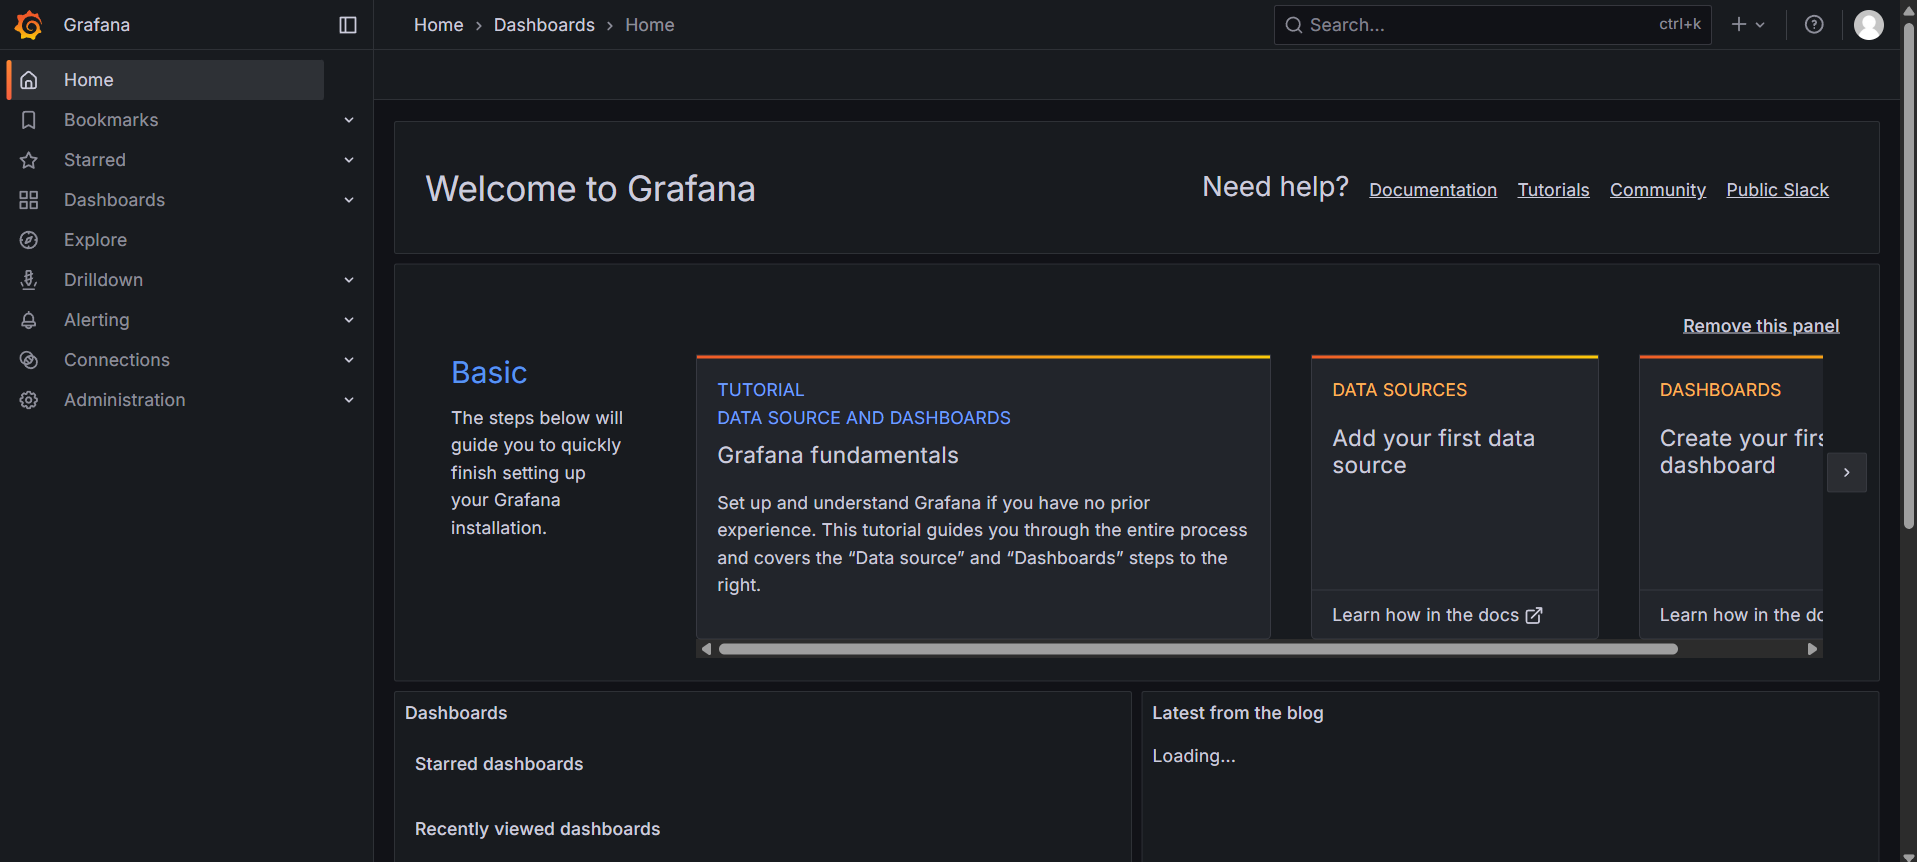 Grafana
Home
Dashboards
Home
Search...
ctrl+k
Home
Bookmarks
Starred
Dashboards
Explore
Drilldown
Alerting
Connections
Administration
Welcome to Grafana
Need help?
Documentation
Tutorials
Community
Public Slack
Remove this panel
Basic
The steps below will
guide you to quickly
finish setting up
your Grafana
installation.
TUTORIAL
DATA SOURCE AND DASHBOARDS
Grafana fundamentals
Set up and understand Grafana if you have no prior
experience. This tutorial guides you through the entire process
and covers the “Data source” and “Dashboards” steps to the
right.
DATA SOURCES
Add your first data
source
Learn how in the docs
DASHBOARDS
Create your firs
dashboard
Learn how in the do
Dashboards
Starred dashboards
Recently viewed dashboards
Latest from the blog
Loading...